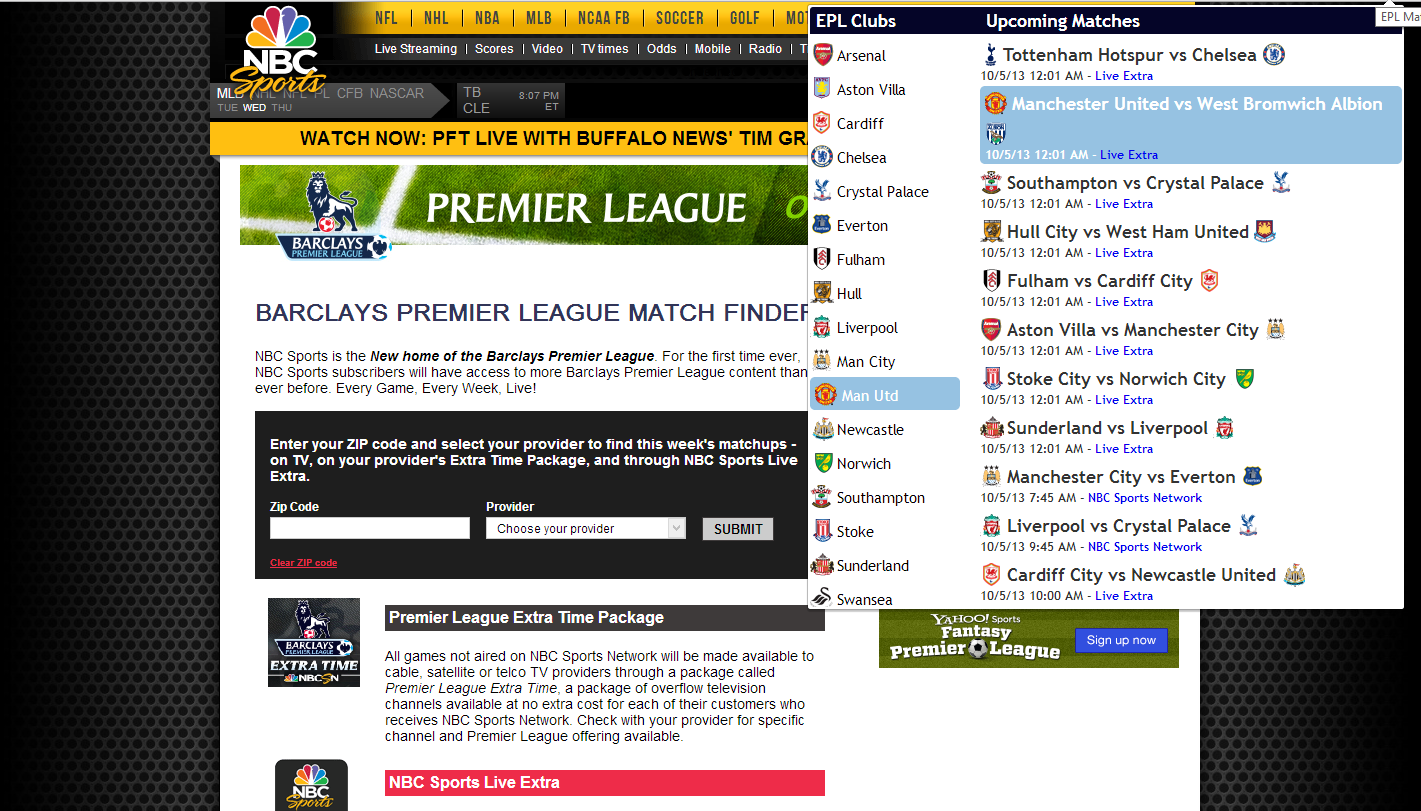 NBC
Sports
NFL | NHL | NBA | MLB | NCAA FB | SOCCER | GOLF | MOT
Live Streaming | Scores | Video | TV times | Odds | Mobile | Radio | T
MLB NHL NFL PL CFB NASCAR
TUE WED THU
TB 8:07 PM
CLE ET
WATCH NOW: PFT LIVE WITH BUFFALO NEWS' TIM GRA
PREMIER LEAGUE O
BARCLAYS
PREMIER LEAGUE
BARCLAYS PREMIER LEAGUE MATCH FINDER
NBC Sports is the New home of the Barclays Premier League. For the first time ever,
NBC Sports subscribers will have access to more Barclays Premier League content than
ever before. Every Game, Every Week, Live!
Enter your ZIP code and select your provider to find this week's matchups -
on TV, on your provider's Extra Time Package, and through NBC Sports Live
Extra.
Zip Code
Provider
Choose your provider
SUBMIT
Clear ZIP code
BARCLAYS
PREMIER LEAGUE
EXTRA TIME
NBCSN
Premier League Extra Time Package
All games not aired on NBC Sports Network will be made available to
cable, satellite or telco TV providers through a package called
Premier League Extra Time, a package of overflow television
channels available at no extra cost for each of their customers who
receives NBC Sports Network. Check with your provider for specific
channel and Premier League offering available.
NBC
Sports
NBC Sports Live Extra
EPL Clubs
Arsenal
Aston Villa
Cardiff
Chelsea
Crystal Palace
Everton
Fulham
Hull
Liverpool
Man City
Man Utd
Newcastle
Norwich
Southampton
Stoke
Sunderland
Swansea
Upcoming Matches
EPL Mat
Tottenham Hotspur vs Chelsea
10/5/13 12:01 AM - Live Extra
Manchester United vs West Bromwich Albion
10/5/13 12:01 AM - Live Extra
Southampton vs Crystal Palace
10/5/13 12:01 AM - Live Extra
Hull City vs West Ham United
10/5/13 12:01 AM - Live Extra
Fulham vs Cardiff City
10/5/13 12:01 AM - Live Extra
Aston Villa vs Manchester City
10/5/13 12:01 AM - Live Extra
Stoke City vs Norwich City
10/5/13 12:01 AM - Live Extra
Sunderland vs Liverpool
10/5/13 12:01 AM - Live Extra
Manchester City vs Everton
10/5/13 7:45 AM - NBC Sports Network
Liverpool vs Crystal Palace
10/5/13 9:45 AM - NBC Sports Network
Cardiff City vs Newcastle United
10/5/13 10:00 AM - Live Extra
YAHOO! Sports
Fantasy
Premier League
Sign up now